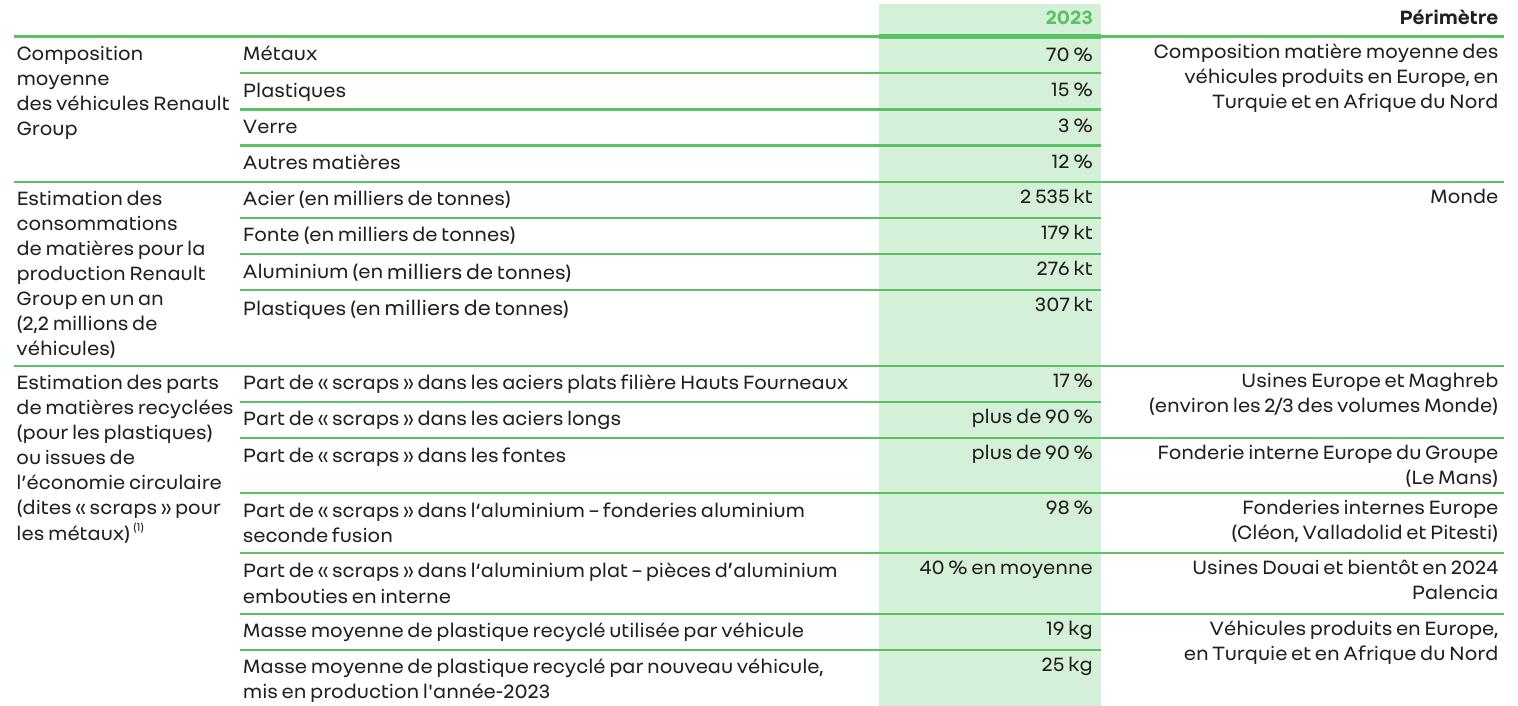 2023 Périmètre
Composition
moyenne
des véhicules Renault
Group
Métaux 70 %
Plastiques 15 %
Verre 3 %
Autres matières 12 %
Composition matière moyenne des
véhicules produits en Europe, en
Turquie et en Afrique du Nord
Estimation des
consommations
de matières pour la
production Renault
Group en un an
(2,2 millions de
véhicules)
Acier (en milliers de tonnes) 2 535 kt
Fonte (en milliers de tonnes) 179 kt
Aluminium (en milliers de tonnes) 276 kt
Plastiques (en milliers de tonnes) 307 kt
Monde
Estimation des parts
de matières recyclées
(pour les plastiques)
ou issues de
l’économie circulaire
(dites « scraps » pour
les métaux) (1)
Part de « scraps » dans les aciers plats filière Hauts Fourneaux 17 %
Part de « scraps » dans les aciers longs plus de 90 %
Usines Europe et Maghreb
(environ les 2/3 des volumes Monde)
Part de « scraps » dans les fontes plus de 90 %
Fonderie interne Europe du Groupe
(Le Mans)
Part de « scraps » dans l‘aluminium – fonderies aluminium
seconde fusion
98 %
Fonderies internes Europe
(Cléon, Valladolid et Pitesti)
Part de « scraps » dans l‘aluminium plat – pièces d’aluminium
embouties en interne
40 % en moyenne
Usines Douai et bientôt en 2024
Palencia
Masse moyenne de plastique recyclé utilisée par véhicule 19 kg
Masse moyenne de plastique recyclé par nouveau véhicule,
mis en production l'année-2023
25 kg
Véhicules produits en Europe,
en Turquie et en Afrique du Nord